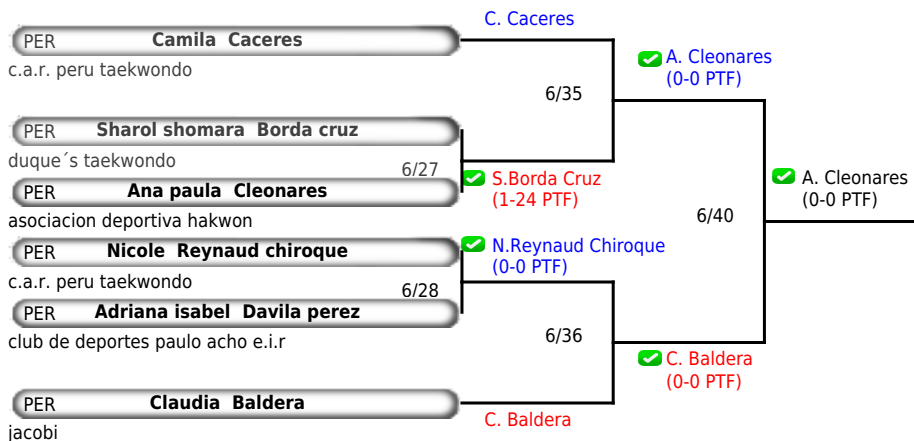 C. Caceres
PER Camila Caceres
c.a.r. peru taekwondo
A. Cleonares
(0-0 PTF)
6/35
PER Sharol shomara Borda cruz
duque´s taekwondo
6/27
S.Borda Cruz
(1-24 PTF)
PER Ana paula Cleonares
asociacion deportiva hakwon
A. Cleonares
(0-0 PTF)
6/40
PER Nicole Reynaud chiroque
c.a.r. peru taekwondo
N.Reynaud Chiroque
(0-0 PTF)
6/28
PER Adriana isabel Davila perez
club de deportes paulo acho e.i.r
6/36
C. Baldera
(0-0 PTF)
PER Claudia Baldera
jacobi
C. Baldera